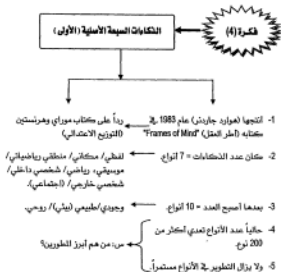 فكرة (4)
الذكاءات السبعة الأصلية (الأولى)
1- أنتجها (هوارد جاردنر) عام 1983 في
كتابه (أطر العقل) "Frames of Mind"
رداً على كتاب موراي وهرنستين
(التوزيع الاعتدالي)
2- كان عدد الذكاءات = 7 أنواع.
لفظي/ مكاني/ منطقي رياضياتي/
موسيقي، رياضي/ شخصي داخلي/
شخصي خارجي/ (اجتماعي).
3- بعدها أصبح العدد = 10 أنواع.
وجودي/طبيعي (بيئي)/ روحي.
4- حالياً عدد الأنواع تعدى أكثر من
200 نوع.
س: من هم أبرز المطورين؟
5- ولا يزال التطوير في الأنواع مستمراً.